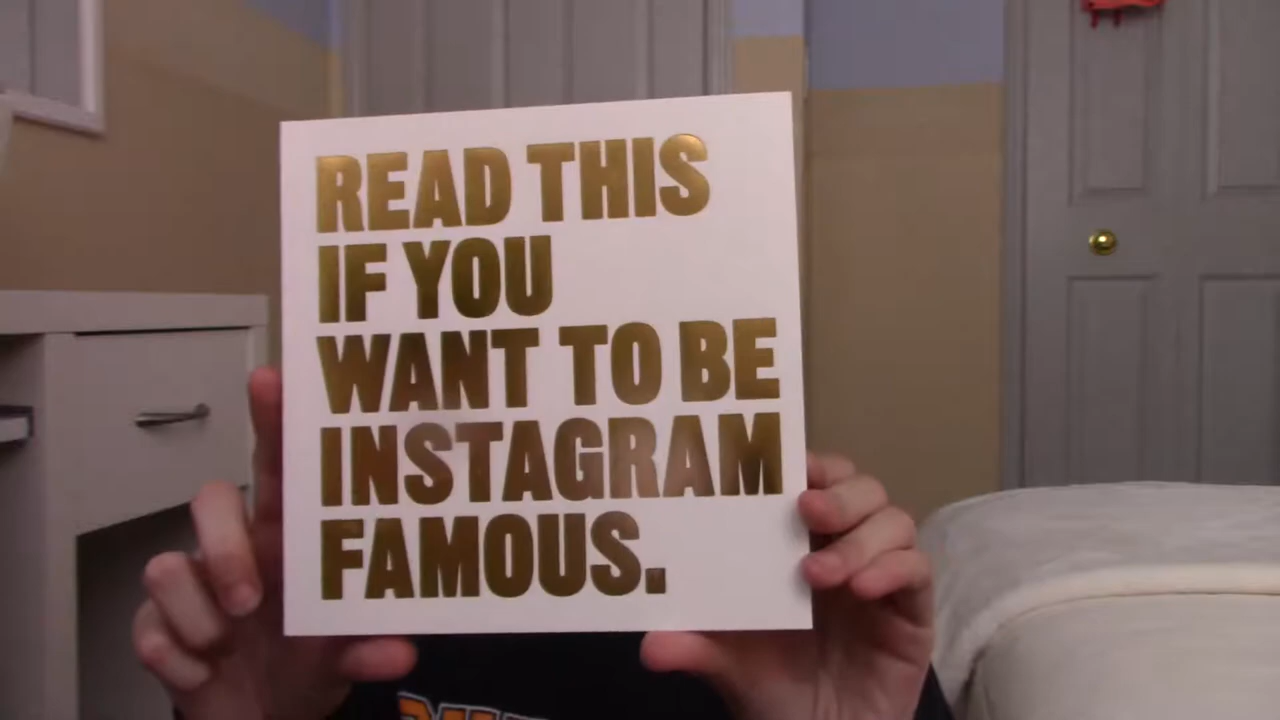 READ THIS
IF YOU
WANT TO BE
INSTAGRAM
FAMOUS.